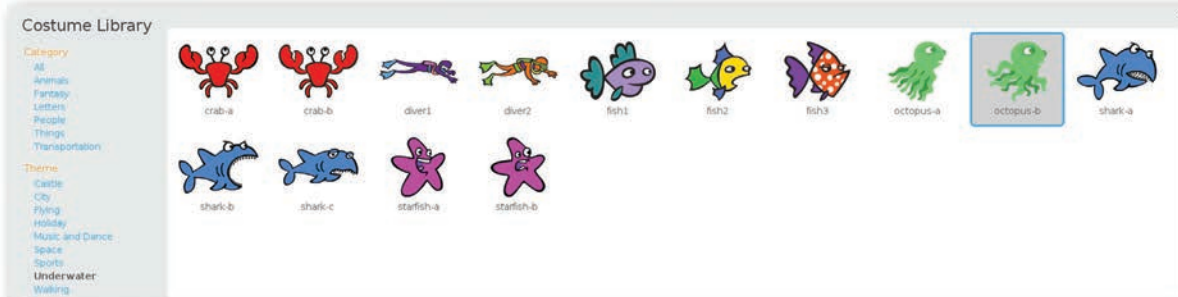 Costume Library
Category
All
Animals
Fantasy
Letters
People
Things
Transportation
Theme
Castle
City
Flying
Holiday
Music and Dance
Space
Sports
Underwater
Walking
crab-a crab-b diver1 diver2 fish1 fish2 fish3 octopus-a octopus-b shark-a
shark-b shark-c starfish-a starfish-b